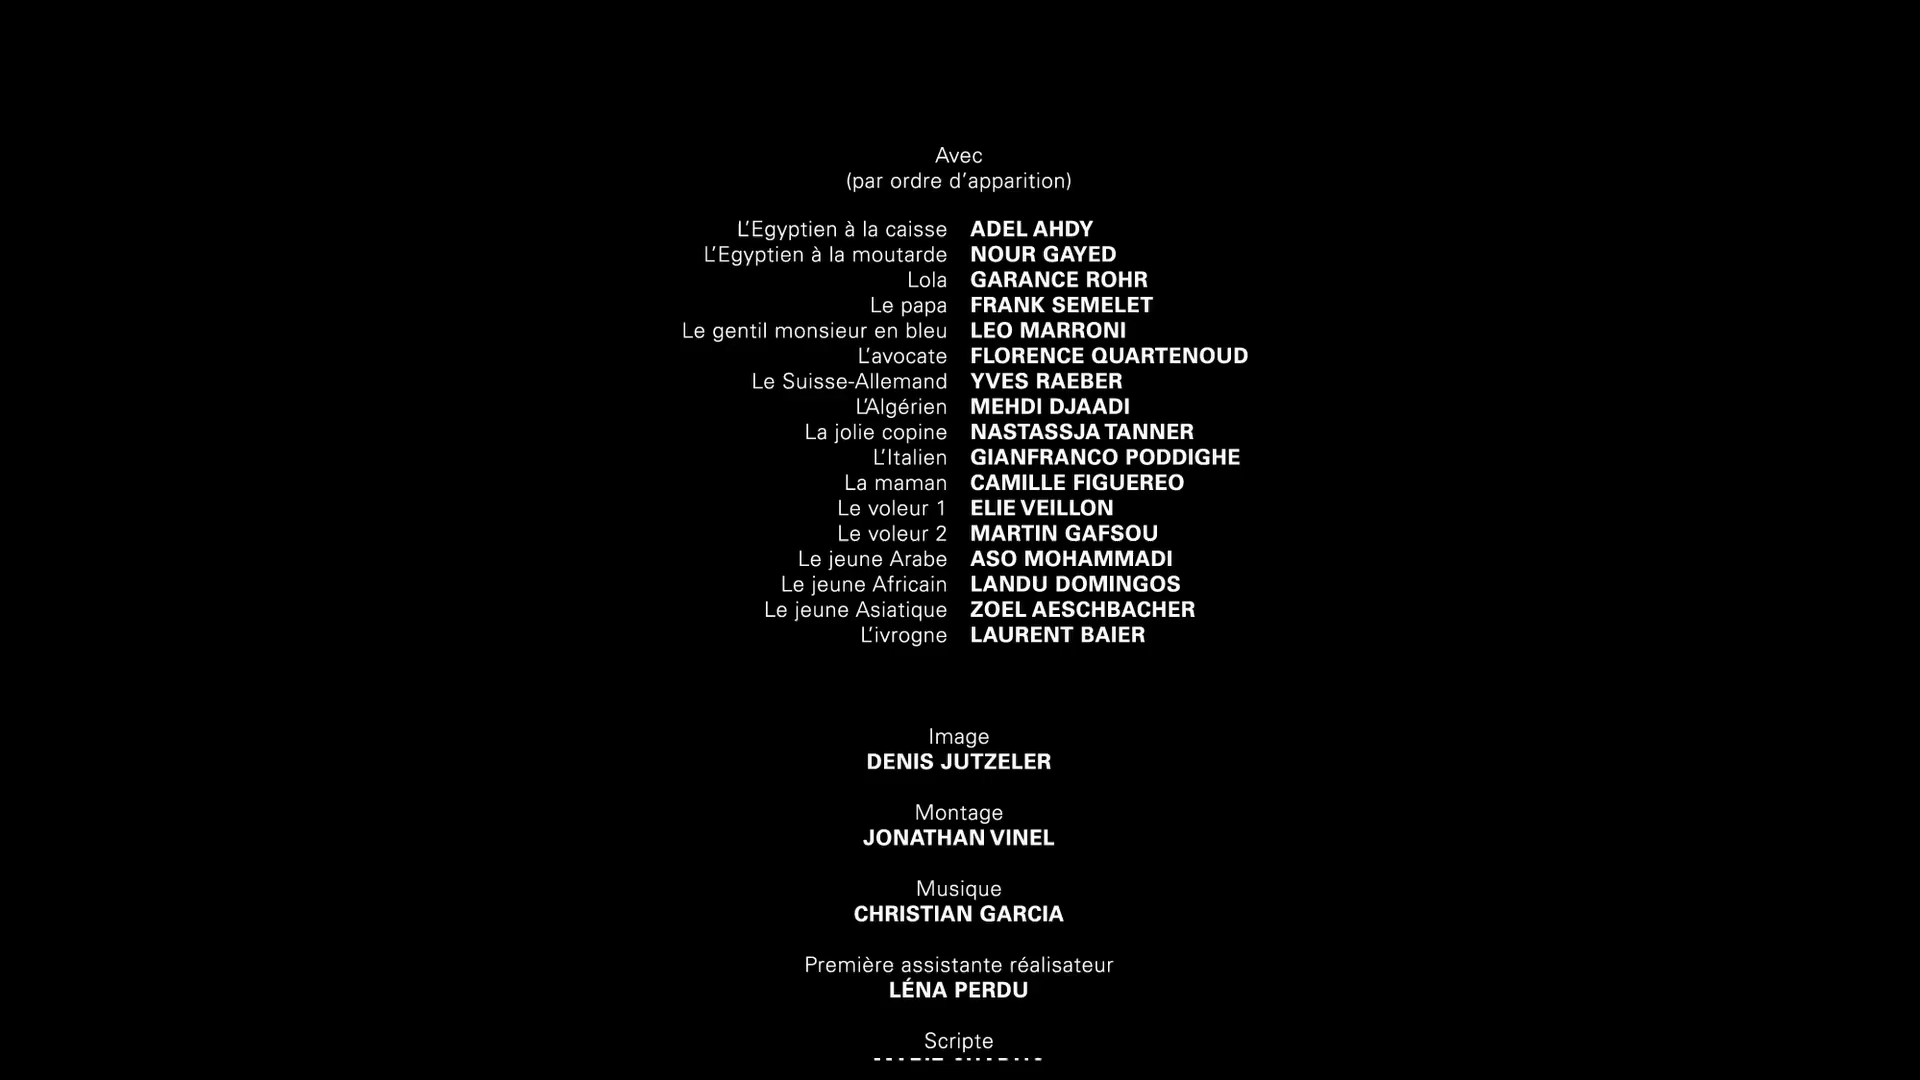 Avec
(par ordre d'apparition)
L'Egyptien à la caisse ADEL AHDY
L'Egyptien à la moutarde NOUR GAYED
Lola GARANCE ROHR
Le papa FRANK SEMELET
Le gentil monsieur en bleu LEO MARRONI
L'avocate FLORENCE QUARTENOUD
Le Suisse-Allemand YVES RAEBER
L'Algérien MEHDI DJAADI
La jolie copine NASTASSJA TANNER
L'Italien GIANFRANCO PODDIGHE
La maman CAMILLE FIGUEREO
Le voleur 1 ELIE VEILLON
Le voleur 2 MARTIN GAFSOU
Le jeune Arabe ASO MOHAMMADI
Le jeune Africain LANDU DOMINGOS
Le jeune Asiatique ZOEL AESCHBACHER
L'ivrogne LAURENT BAIER
Image
DENIS JUTZELER
Montage
JONATHAN VINEL
Musique
CHRISTIAN GARCIA
Première assistante réalisateur
LÉNA PERDU
Scripte